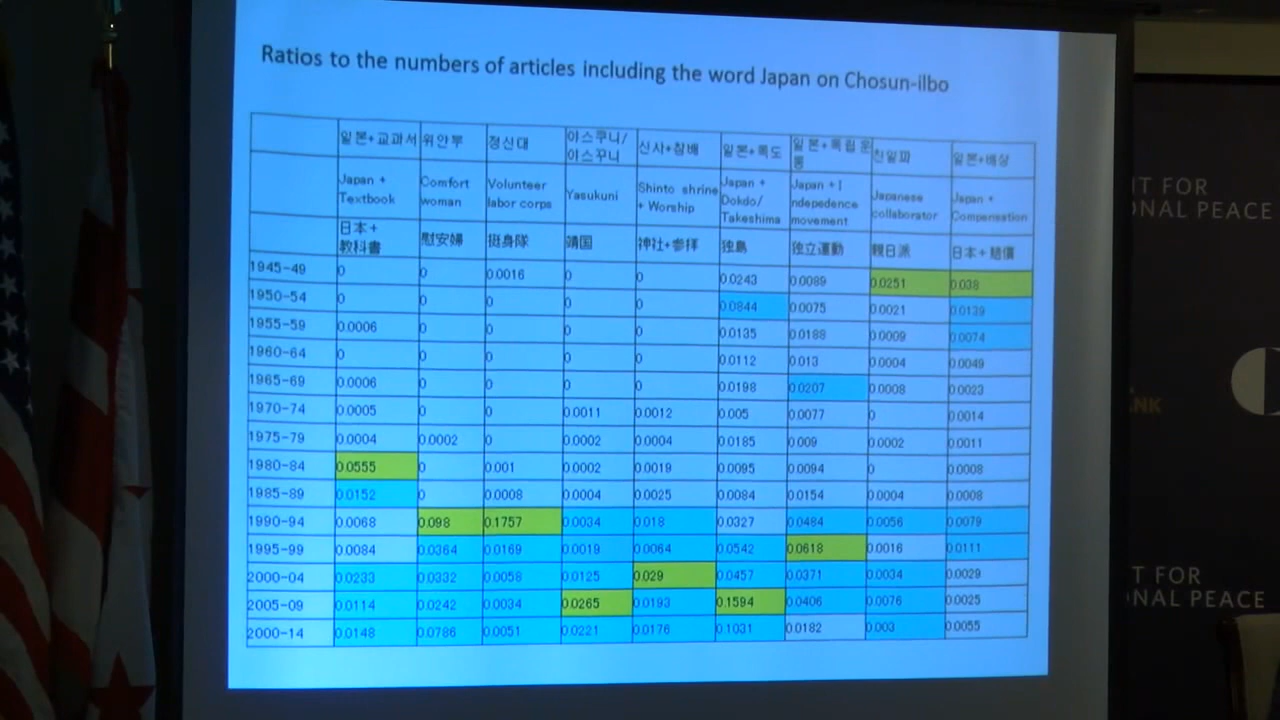 Ratios to the numbers of articles including the word Japan on Chosun-ilbo
일본+교과서 위안부 정신대 야스쿠니/ 신사+참배 일본+독도 일본+독립운 친일파 일본+배상
야스꾸니 동
Japan + Comfort Volunteer Yasukuni Shinto shrine Japan + Japan +I Japanese Japan +
Textbook woman labor corps + Worship Dokdo/ ndepedence collaborator Compensation
Takeshima movement
日本+ 慰安婦 挺身隊 靖国 神社+参拝 独島 独立運動 親日派 日本+賠償
教科書
1945-49 0 0 0.0016 0 0 0.0243 0.0089 0.0251 0.038
1950-54 0 0 0 0 0 0.0844 0.0075 0.0021 0.0139
1955-59 0.0006 0 0 0 0 0.0135 0.0188 0.0009 0.0074
1960-64 0 0 0 0 0 0.0112 0.013 0.0004 0.0049
1965-69 0.0006 0 0 0 0 0.0198 0.0207 0.0008 0.0023
1970-74 0.0005 0 0 0.0011 0.0012 0.005 0.0077 0 0.0014
1975-79 0.0004 0.0002 0 0.0002 0.0004 0.0185 0.009 0.0002 0.0011
1980-84 0.0555 0 0.001 0.0002 0.0019 0.0095 0.0094 0 0.0008
1985-89 0.0152 0 0.0008 0.0004 0.0025 0.0084 0.0154 0.0004 0.0008
1990-94 0.0068 0.098 0.1757 0.0034 0.018 0.0327 0.0484 0.0056 0.0079
1995-99 0.0084 0.0364 0.0169 0.0019 0.0064 0.0542 0.0618 0.0016 0.0111
2000-04 0.0233 0.0332 0.0058 0.0125 0.029 0.0457 0.0371 0.0034 0.0029
2005-09 0.0114 0.0242 0.0034 0.0265 0.0193 0.1594 0.0406 0.0076 0.0025
2000-14 0.0148 0.0786 0.0051 0.0221 0.0176 0.1031 0.0182 0.003 0.0055
T FOR
ONAL PEACE
NK
T FOR
NAL PEACE